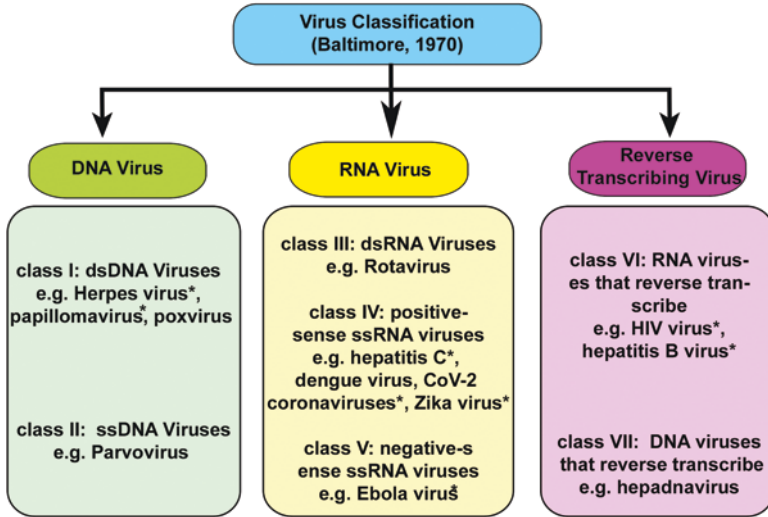 Virus Classification
(Baltimore, 1970)
DNA Virus
RNA Virus
Reverse
Transcribing Virus
class I: dsDNA Viruses
e.g. Herpes virus*,
papillomavirus*, poxvirus
class II: ssDNA Viruses
e.g. Parvovirus
class III: dsRNA Viruses
e.g. Rotavirus
class IV: positive-
sense ssRNA viruses
e.g. hepatitis C*,
dengue virus, CoV-2
coronaviruses*, Zika virus*
class V: negative-s
ense ssRNA viruses
e.g. Ebola virus*
class VI: RNA virus-
es that reverse tran-
scribe
e.g. HIV virus*,
hepatitis B virus*
class VII: DNA viruses
that reverse transcribe
e.g. hepadnavirus